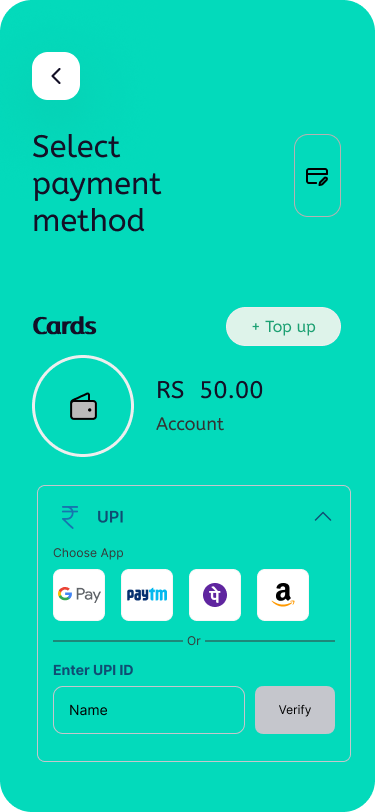 Select
payment
method
Cards
+ Top up
RS 50.00
Account
₹ UPI
Choose App
G Pay
paytm
पे
a
Or
Enter UPI ID
Name
Verify